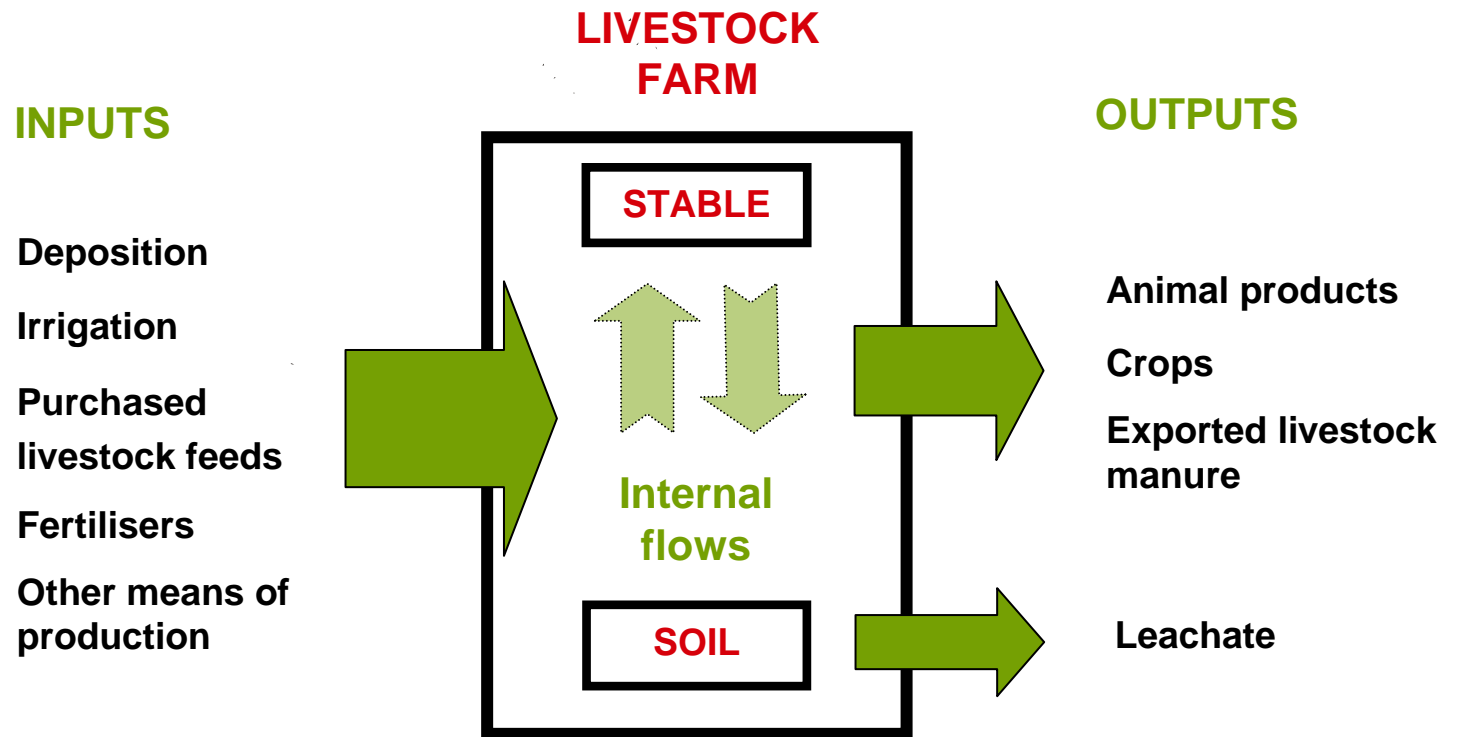 LIVESTOCK
FARM
INPUTS
OUTPUTS
STABLE
Deposition
Irrigation
Purchased
livestock feeds
Fertilisers
Other means of
production
Internal
flows
SOIL
Animal products
Crops
Exported livestock
manure
Leachate